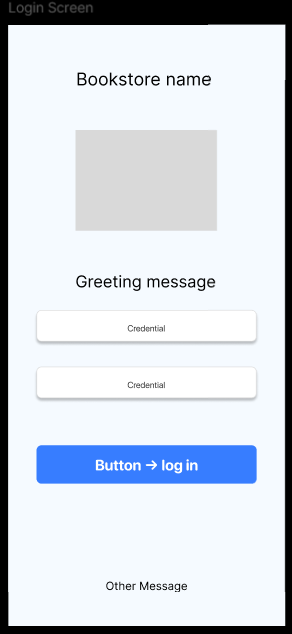 Login Screen
Bookstore name
Greeting message
Credential
Credential
Button → log in
Other Message